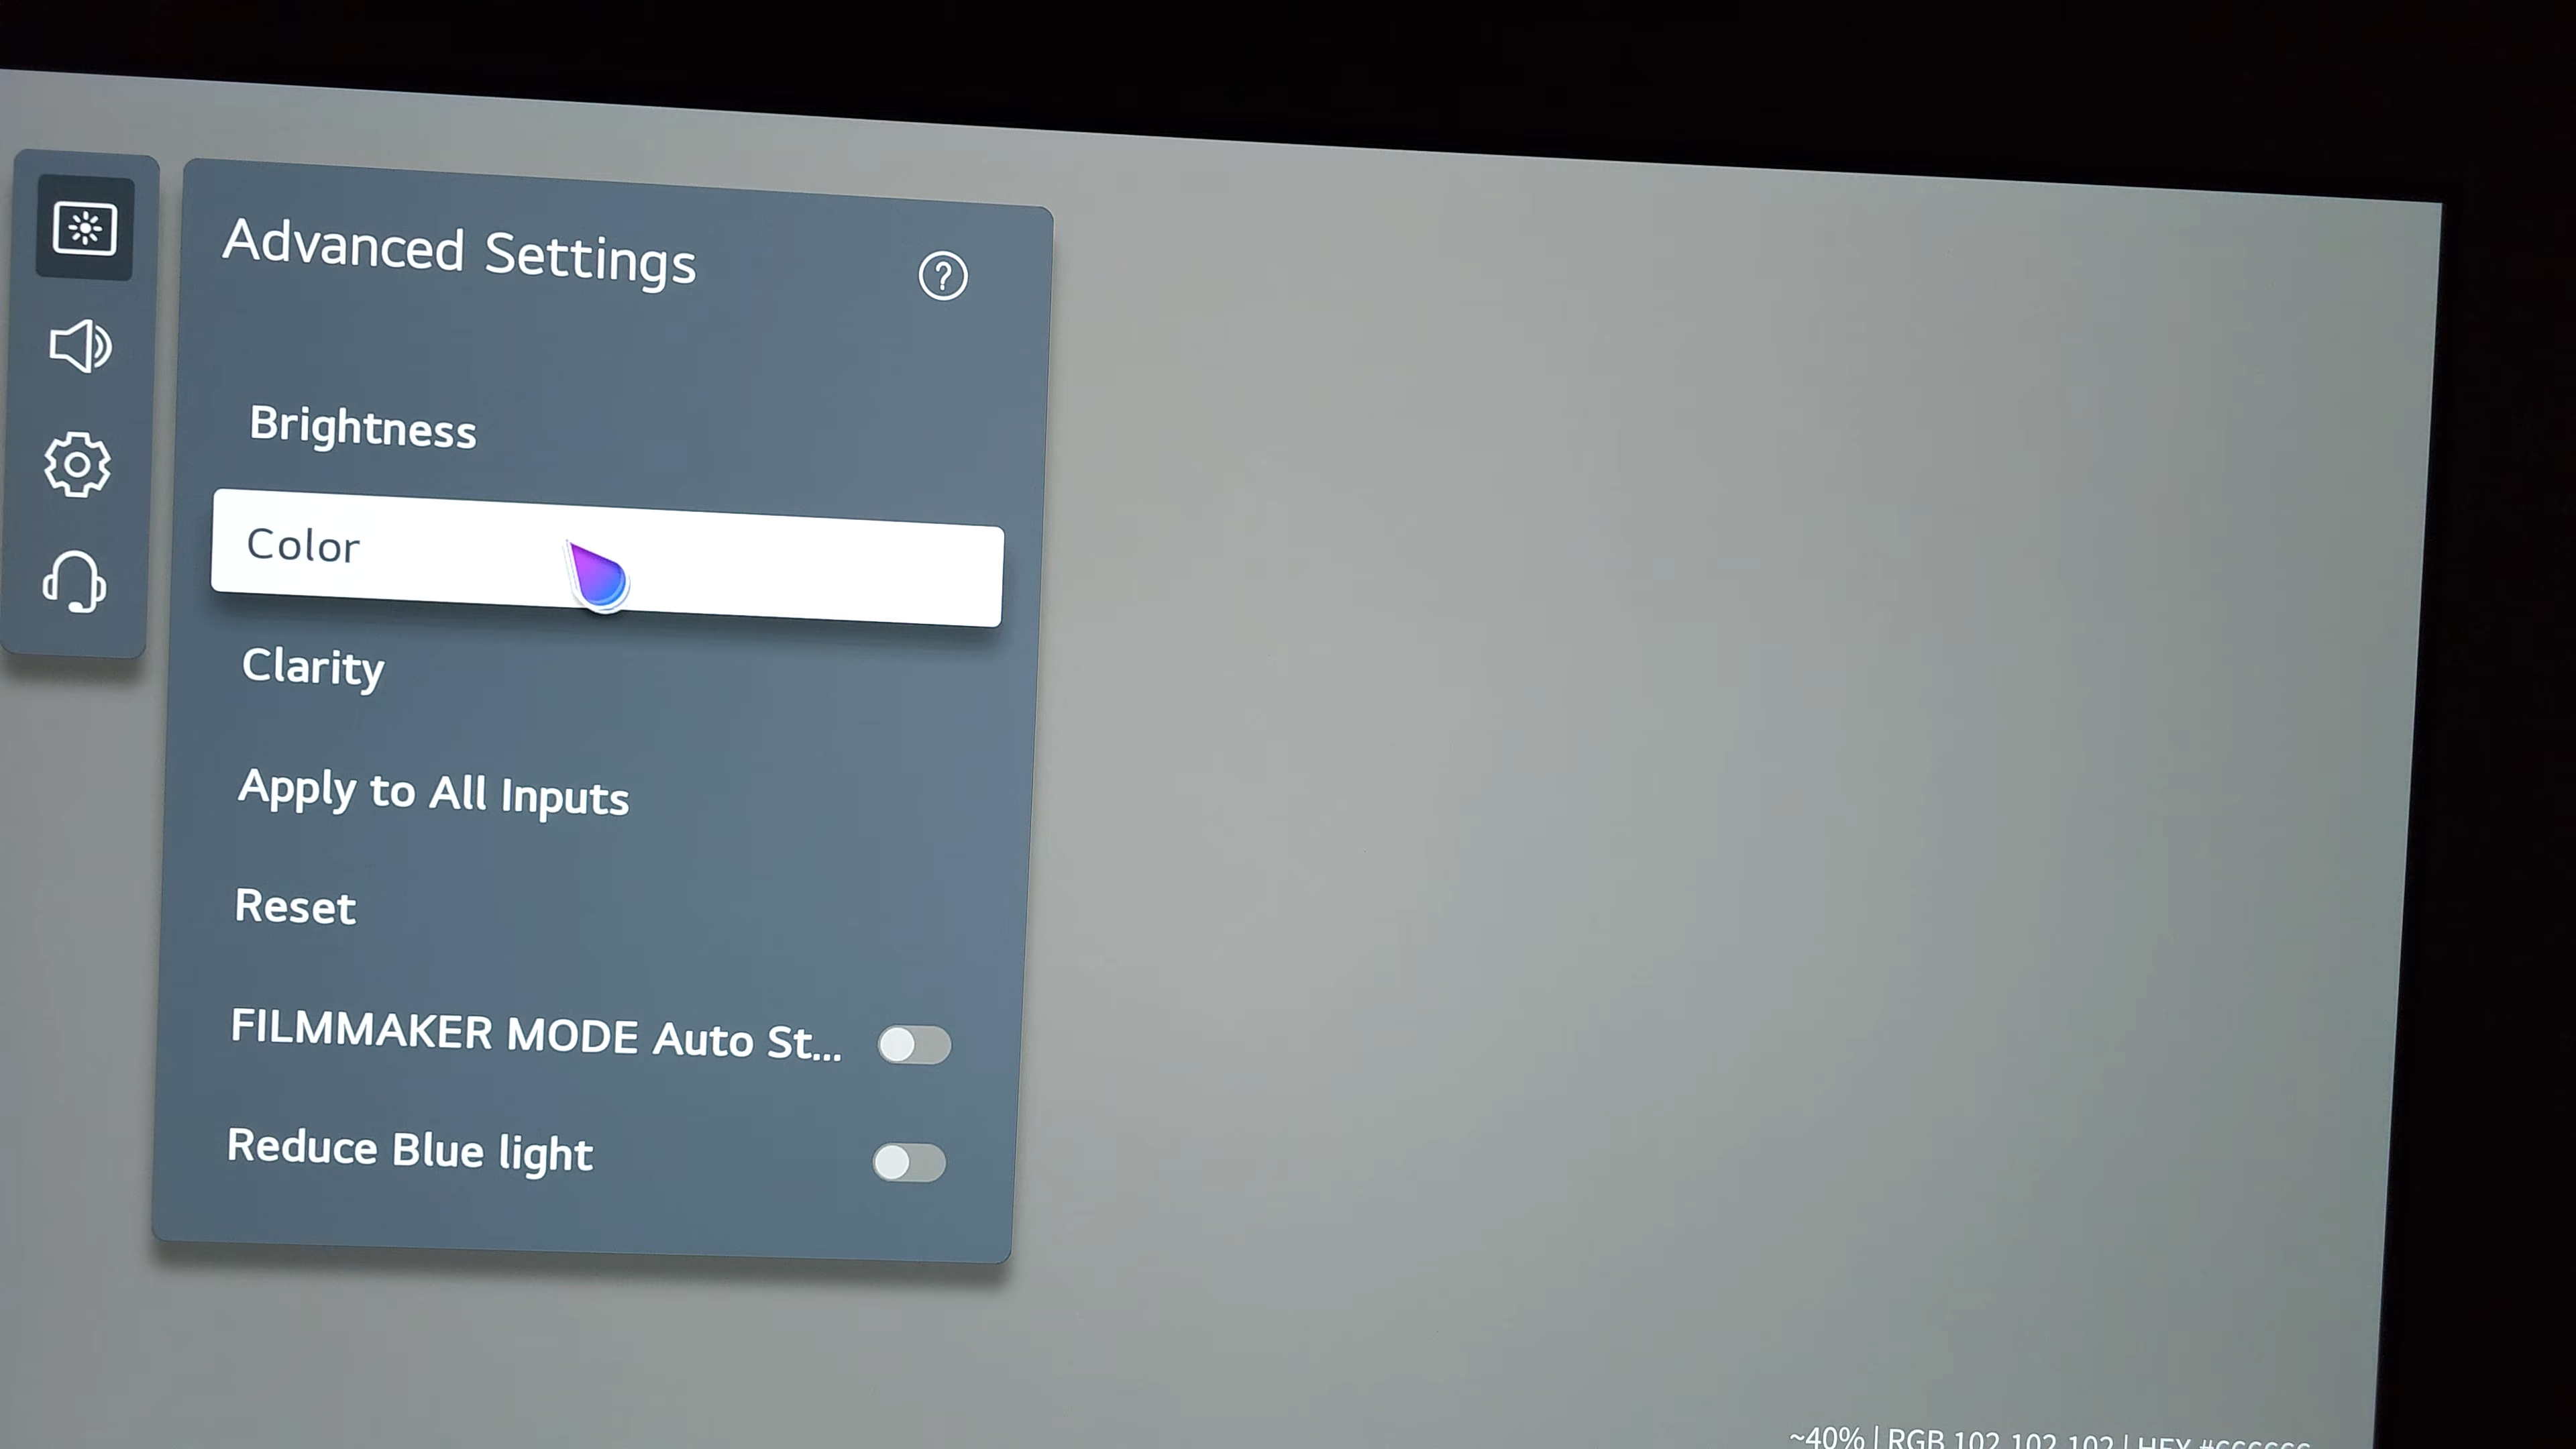 Advanced Settings
?
Brightness
Color
Clarity
Apply to All Inputs
Reset
FILMMAKER MODE Auto St...
Reduce Blue light
~40% | RGB 102 102 102 | HEX #666666